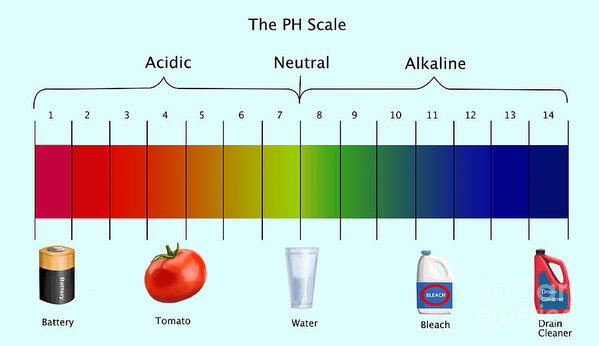 The PH Scale
Acidic Neutral Alkaline
1 2 3 4 5 6 7 8 9 10 11 12 13 14
Battery
BLEACH
Drain
Cleaner
Battery Tomato Water Bleach Drain
Cleaner